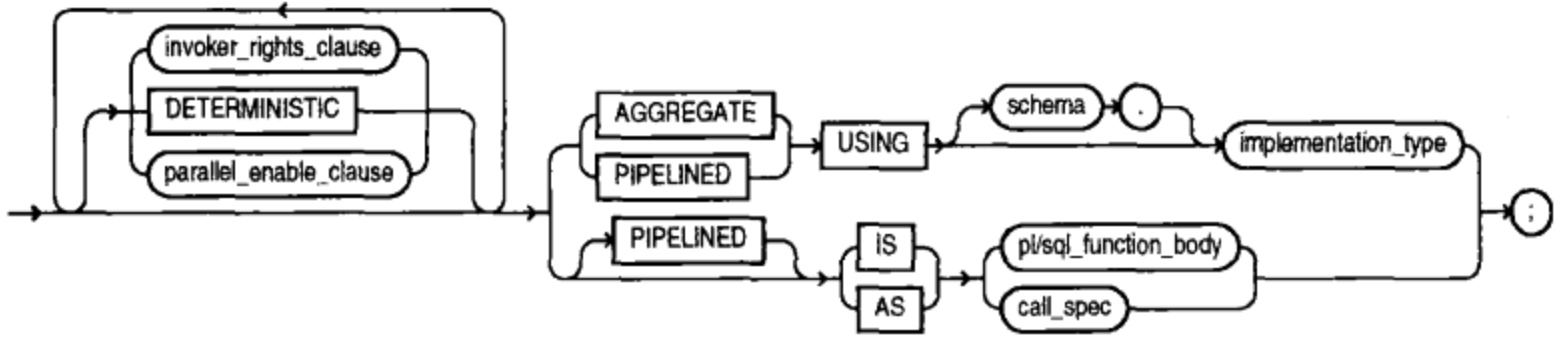 invoker_rights_clause
DETERMINISTIC
parallel_enable_clause
AGGREGATE
PIPELINED
USING
schema
.
implementation_type
PIPELINED
IS
AS
pl/sql_function_body
call_spec
;